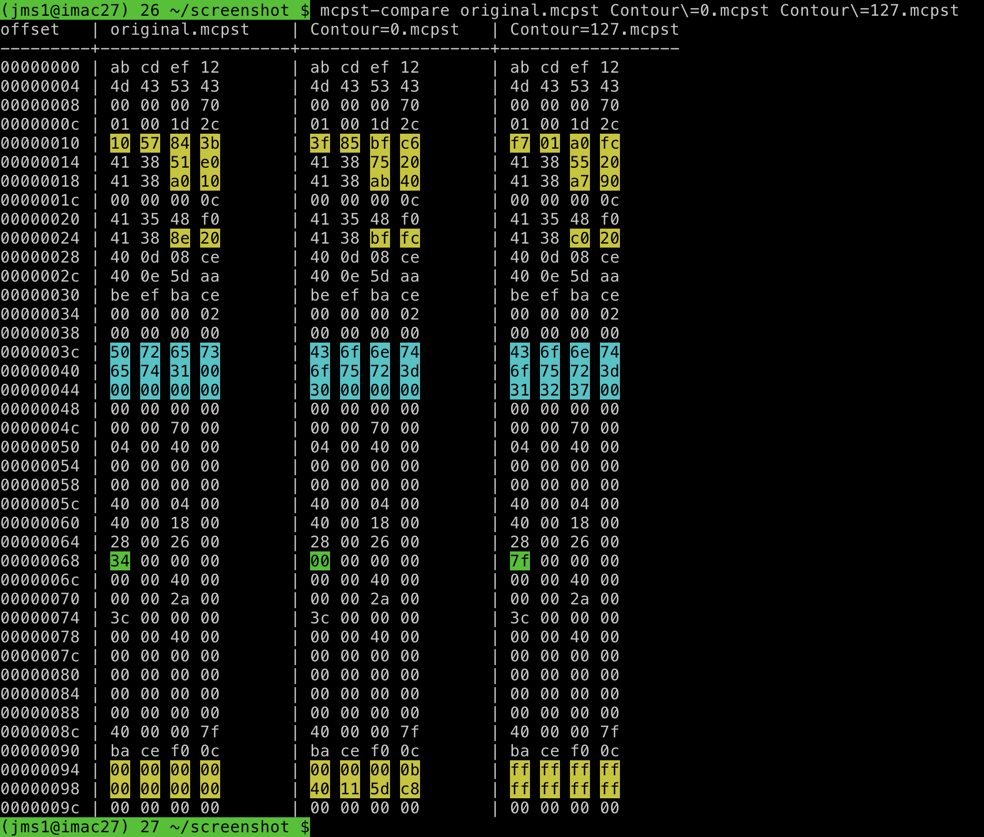 (jms1@imac27) 26 ~/screenshot $ mcpst-compare original.mcpst Contour\=0.mcpst Contour\=127.mcpst
offset   | original.mcpst    | Contour=0.mcpst   | Contour=127.mcpst
---------+-------------------+-------------------+------------------
00000000 | ab cd ef 12       | ab cd ef 12       | ab cd ef 12
00000004 | 4d 43 53 43       | 4d 43 53 43       | 4d 43 53 43
00000008 | 00 00 00 70       | 00 00 00 70       | 00 00 00 70
0000000c | 01 00 1d 2c       | 01 00 1d 2c       | 01 00 1d 2c
00000010 | 10 57 84 3b       | 3f 85 bf c6       | f7 01 a0 fc
00000014 | 41 38 51 e0       | 41 38 75 20       | 41 38 55 20
00000018 | 41 38 a0 10       | 41 38 ab 40       | 41 38 a7 90
0000001c | 00 00 00 0c       | 00 00 00 0c       | 00 00 00 0c
00000020 | 41 35 48 f0       | 41 35 48 f0       | 41 35 48 f0
00000024 | 41 38 8e 20       | 41 38 bf fc       | 41 38 c0 20
00000028 | 40 0d 08 ce       | 40 0d 08 ce       | 40 0d 08 ce
0000002c | 40 0e 5d aa       | 40 0e 5d aa       | 40 0e 5d aa
00000030 | be ef ba ce       | be ef ba ce       | be ef ba ce
00000034 | 00 00 00 02       | 00 00 00 02       | 00 00 00 02
00000038 | 00 00 00 00       | 00 00 00 00       | 00 00 00 00
0000003c | 50 72 65 73       | 43 6f 6e 74       | 43 6f 6e 74
00000040 | 65 74 31 00       | 6f 75 72 3d       | 6f 75 72 3d
00000044 | 00 00 00 00       | 30 00 00 00       | 31 32 37 00
00000048 | 00 00 00 00       | 00 00 00 00       | 00 00 00 00
0000004c | 00 00 70 00       | 00 00 70 00       | 00 00 70 00
00000050 | 04 00 40 00       | 04 00 40 00       | 04 00 40 00
00000054 | 00 00 00 00       | 00 00 00 00       | 00 00 00 00
00000058 | 00 00 00 00       | 00 00 00 00       | 00 00 00 00
0000005c | 40 00 04 00       | 40 00 04 00       | 40 00 04 00
00000060 | 40 00 18 00       | 40 00 18 00       | 40 00 18 00
00000064 | 28 00 26 00       | 28 00 26 00       | 28 00 26 00
00000068 | 34 00 00 00       | 00 00 00 00       | 7f 00 00 00
0000006c | 00 00 40 00       | 00 00 40 00       | 00 00 40 00
00000070 | 00 00 2a 00       | 00 00 2a 00       | 00 00 2a 00
00000074 | 3c 00 00 00       | 3c 00 00 00       | 3c 00 00 00
00000078 | 00 00 40 00       | 00 00 40 00       | 00 00 40 00
0000007c | 00 00 00 00       | 00 00 00 00       | 00 00 00 00
00000080 | 00 00 00 00       | 00 00 00 00       | 00 00 00 00
00000084 | 00 00 00 00       | 00 00 00 00       | 00 00 00 00
00000088 | 00 00 00 00       | 00 00 00 00       | 00 00 00 00
0000008c | 40 00 00 7f       | 40 00 00 7f       | 40 00 00 7f
00000090 | ba ce f0 0c       | ba ce f0 0c       | ba ce f0 0c
00000094 | 00 00 00 00       | 00 00 00 0b       | ff ff ff ff
00000098 | 00 00 00 00       | 40 11 5d c8       | ff ff ff ff
0000009c | 00 00 00 00       | 00 00 00 00       | 00 00 00 00
(jms1@imac27) 27 ~/screenshot $